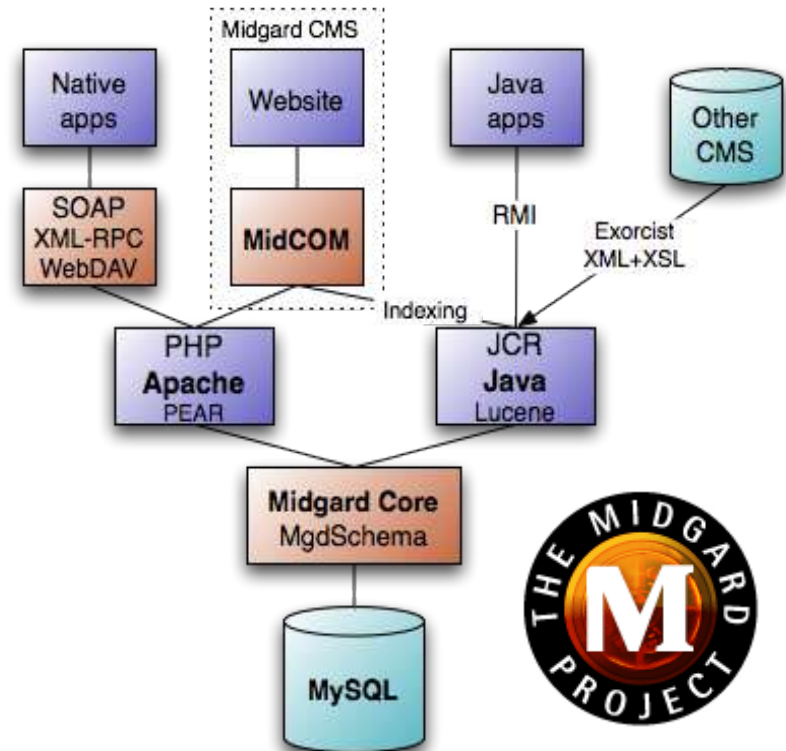 Midgard CMS
Native
apps
Website
Java
apps
Other
CMS
SOAP
XML-RPC
WebDAV
MidCOM
RMI
Exorcist
XML+XSL
Indexing
PHP
Apache
PEAR
JCR
Java
Lucene
Midgard Core
MgdSchema
MySQL
THE MIDGARD
PROJECT
M